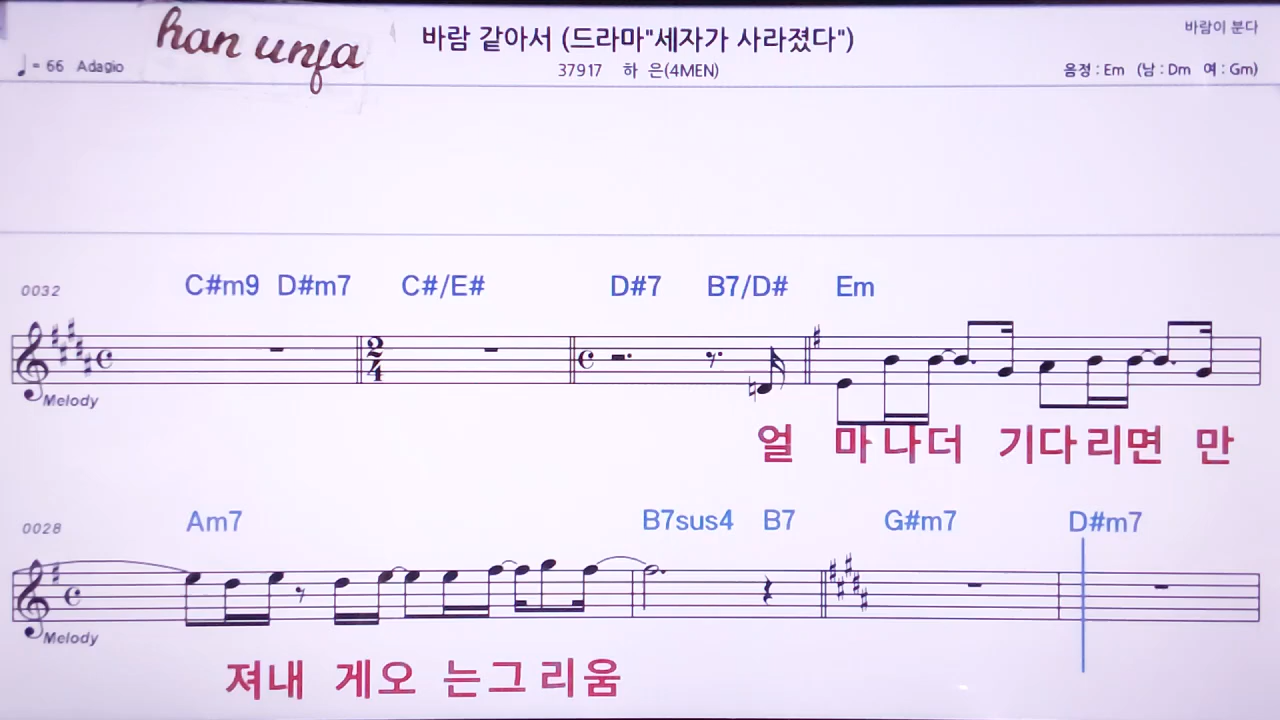 han unfa
바람 같아서 (드라마"세자가 사라졌다")
바람이 분다
♩= 66 Adagio
37917 하 은(4MEN)
음정 : Em (남 : Dm 여 : Gm)
0032 C#m9 D#m7 C#/E# D#7 B7/D# Em
2
4
Melody
얼 마나더 기다리면 만
0028 Am7 B7sus4 B7 G#m7 D#m7
Melody
져내 게오 는그리움